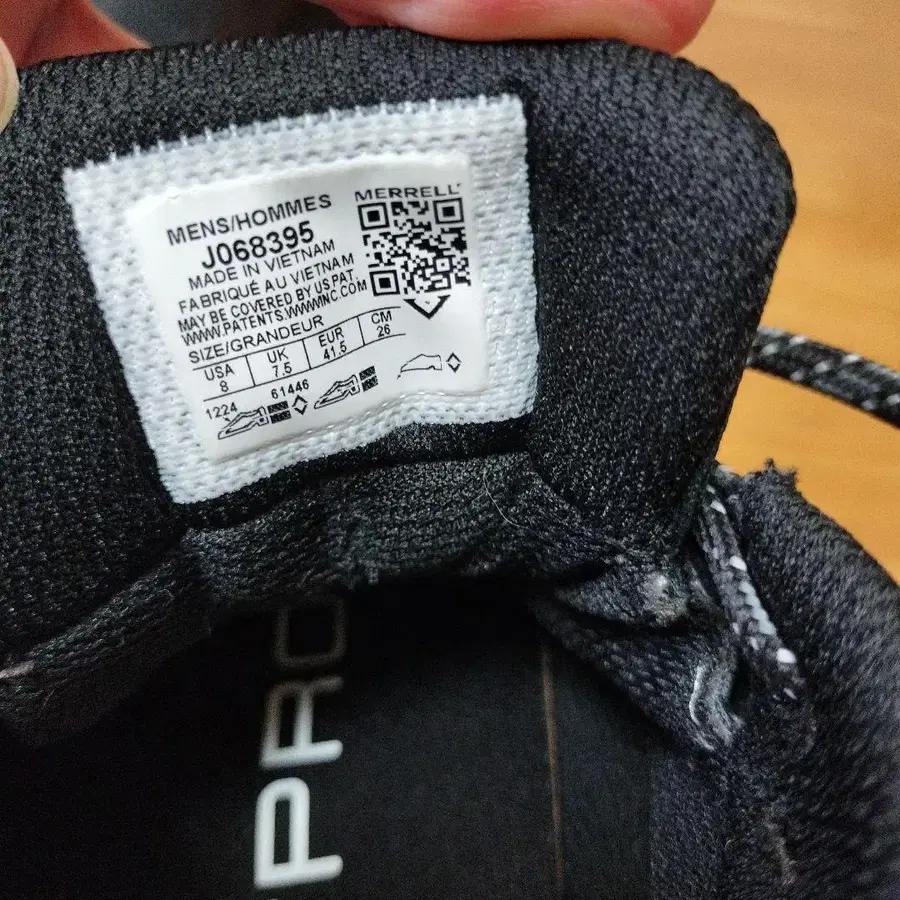 MERRELL
MENS/HOMMES
J068395
MADE IN VIETNAM
FABRIQUÉ AU VIETNAM
MAY BE COVERED BY US PAT.
WWW.PATENTS.WWWINC.COM
SIZE/GRANDEUR
USA UK EUR CM
8 7.5 41.5 26
1224 61446
PRO